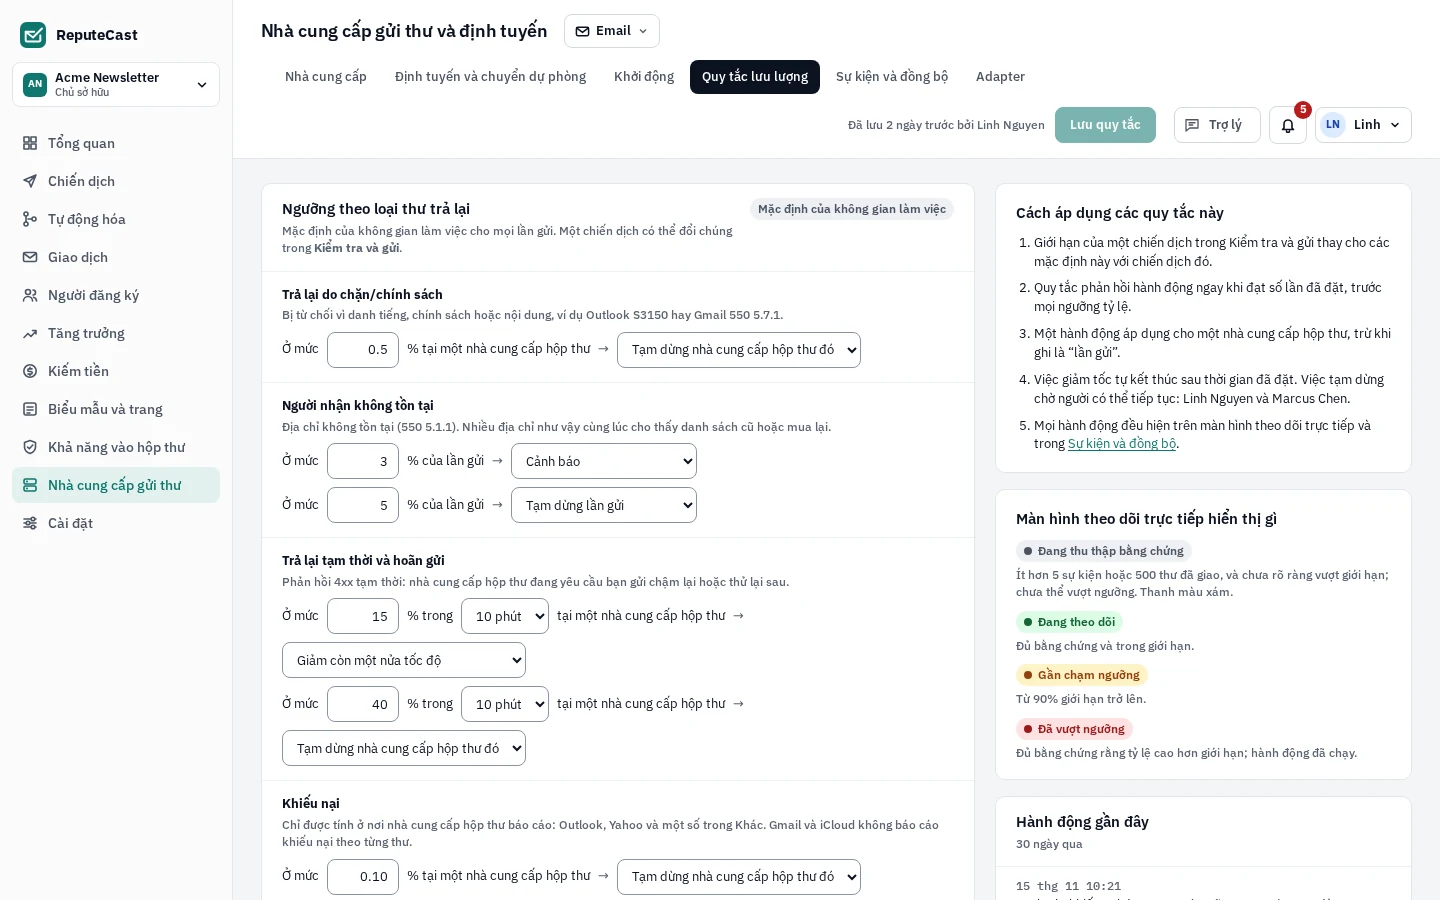 ReputeCast
AN
Acme Newsletter
Chủ sở hữu
Tổng quan
Chiến dịch
Tự động hóa
Giao dịch
Người đăng ký
Tăng trưởng
Kiếm tiền
Biểu mẫu và trang
Khả năng vào hộp thư
Nhà cung cấp gửi thư
Cài đặt
Nhà cung cấp gửi thư và định tuyến
Email
Nhà cung cấp
Định tuyến và chuyển dự phòng
Khởi động
Quy tắc lưu lượng
Sự kiện và đồng bộ
Adapter
Đã lưu 2 ngày trước bởi Linh Nguyen
Lưu quy tắc
Trợ lý
5
LN
Linh
Ngưỡng theo loại thư trả lại
Mặc định của không gian làm việc
Mặc định của không gian làm việc cho mọi lần gửi. Một chiến dịch có thể đổi chúng
trong Kiểm tra và gửi.
Trả lại do chặn/chính sách
Bị từ chối vì danh tiếng, chính sách hoặc nội dung, ví dụ Outlook S3150 hay Gmail 550 5.7.1.
Ở mức 0.5 % tại một nhà cung cấp hộp thư → Tạm dừng nhà cung cấp hộp thư đó
Người nhận không tồn tại
Địa chỉ không tồn tại (550 5.1.1). Nhiều địa chỉ như vậy cùng lúc cho thấy danh sách cũ hoặc mua lại.
Ở mức 3 % của lần gửi → Cảnh báo
Ở mức 5 % của lần gửi → Tạm dừng lần gửi
Trả lại tạm thời và hoãn gửi
Phản hồi 4xx tạm thời: nhà cung cấp hộp thư đang yêu cầu bạn gửi chậm lại hoặc thử lại sau.
Ở mức 15 % trong 10 phút tại một nhà cung cấp hộp thư →
Giảm còn một nửa tốc độ
Ở mức 40 % trong 10 phút tại một nhà cung cấp hộp thư →
Tạm dừng nhà cung cấp hộp thư đó
Khiếu nại
Chỉ được tính ở nơi nhà cung cấp hộp thư báo cáo: Outlook, Yahoo và một số trong Khác. Gmail và iCloud không báo cáo
khiếu nại theo từng thư.
Ở mức 0.10 % tại một nhà cung cấp hộp thư → Tạm dừng nhà cung cấp hộp thư đó
Cách áp dụng các quy tắc này
1. Giới hạn của một chiến dịch trong Kiểm tra và gửi thay cho các
mặc định này với chiến dịch đó.
2. Quy tắc phản hồi hành động ngay khi đạt số lần đã đặt, trước
mọi ngưỡng tỷ lệ.
3. Một hành động áp dụng cho một nhà cung cấp hộp thư, trừ khi
ghi là “lần gửi”.
4. Việc giảm tốc tự kết thúc sau thời gian đã đặt. Việc tạm dừng
chờ người có thể tiếp tục: Linh Nguyen và Marcus Chen.
5. Mọi hành động đều hiện trên màn hình theo dõi trực tiếp và
trong Sự kiện và đồng bộ.
Màn hình theo dõi trực tiếp hiển thị gì
Đang thu thập bằng chứng
Ít hơn 5 sự kiện hoặc 500 thư đã giao, và chưa rõ ràng vượt giới hạn;
chưa thể vượt ngưỡng. Thanh màu xám.
Đang theo dõi
Đủ bằng chứng và trong giới hạn.
Gần chạm ngưỡng
Từ 90% giới hạn trở lên.
Đã vượt ngưỡng
Đủ bằng chứng rằng tỷ lệ cao hơn giới hạn; hành động đã chạy.
Hành động gần đây
30 ngày qua
15 thg 11 10:21